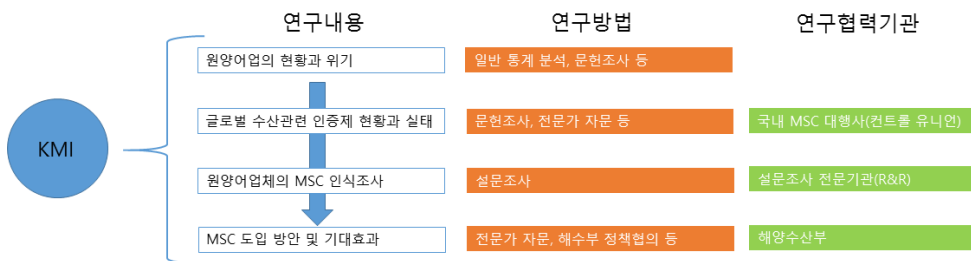 연구내용 연구방법 연구협력기관
KMI
원양어업의 현황과 위기 일반 통계 분석, 문헌조사 등
글로벌 수산관련 인증제 현황과 실태 문헌조사, 전문가 자문 등 국내 MSC 대행사(컨트롤 유니언)
원양어업체의 MSC 인식조사 설문조사 설문조사 전문기관(R&R)
MSC 도입 방안 및 기대효과 전문가 자문, 해수부 정책협의 등 해양수산부